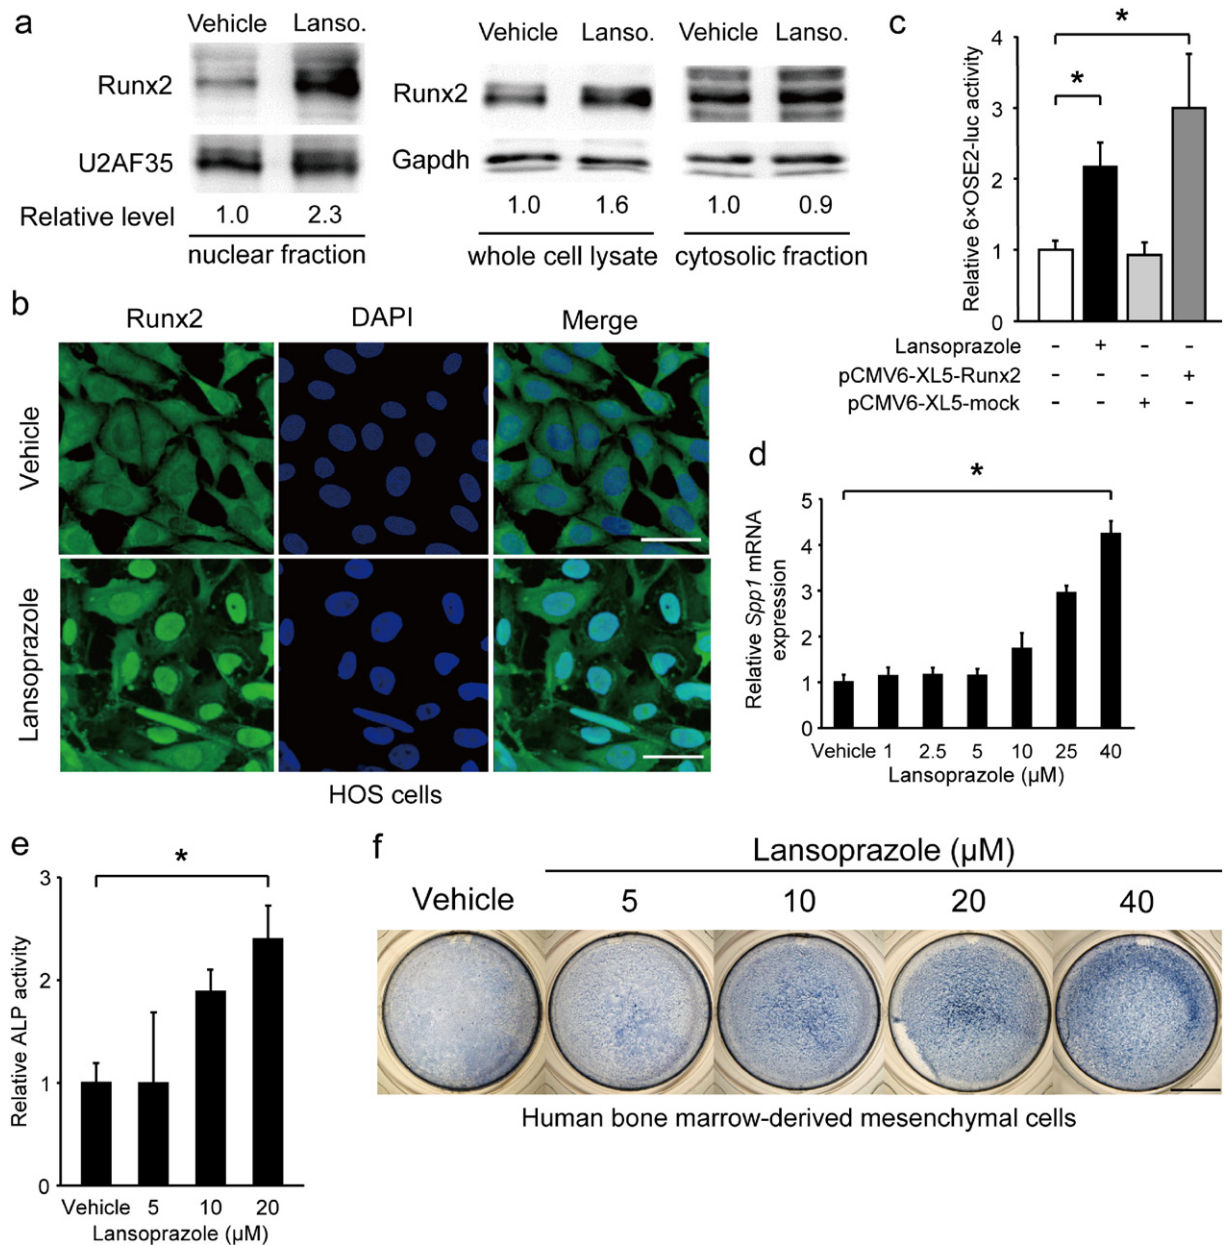 a
Vehicle Lanso.
Runx2
U2AF35
Relative level 1.0 2.3
nuclear fraction
Vehicle Lanso. Vehicle Lanso.
Runx2
Gapdh
1.0 1.6 1.0 0.9
whole cell lysate cytosolic fraction
b
Runx2 DAPI Merge
Vehicle
Lansoprazole
HOS cells
c
*
*
Relative 6×OSE2-luc activity
4
3
2
1
0
Lansoprazole - + - -
pCMV6-XL5-Runx2 - - - +
pCMV6-XL5-mock - - + -
d
*
Relative Spp1 mRNA
expression
5
4
3
2
1
0
Vehicle 1 2.5 5 10 25 40
Lansoprazole (μM)
e
*
Relative ALP activity
3
2
1
0
Vehicle 5 10 20
Lansoprazole (μM)
f
Lansoprazole (μM)
Vehicle 5 10 20 40
Human bone marrow-derived mesenchymal cells